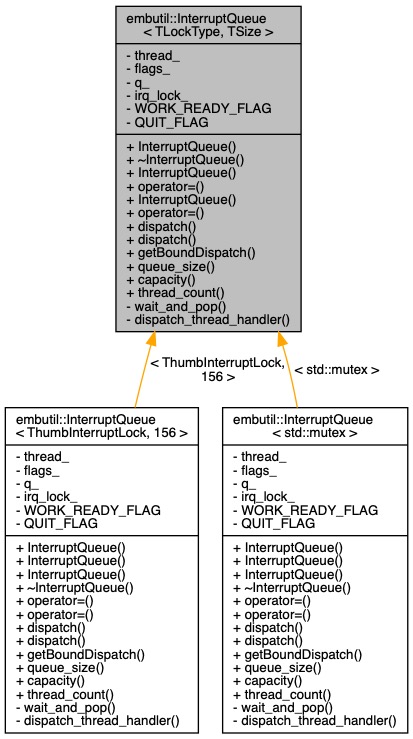 embutil::InterruptQueue
< TLockType, TSize >
- thread_
- flags_
- q_
- irq_lock_
- WORK_READY_FLAG
- QUIT_FLAG
+ InterruptQueue()
+ ~InterruptQueue()
+ InterruptQueue()
+ operator=()
+ InterruptQueue()
+ operator=()
+ dispatch()
+ dispatch()
+ getBoundDispatch()
+ queue_size()
+ capacity()
+ thread_count()
- wait_and_pop()
- dispatch_thread_handler()
< ThumbInterruptLock,
156 >
< std::mutex >
embutil::InterruptQueue
< ThumbInterruptLock, 156 >
- thread_
- flags_
- q_
- irq_lock_
- WORK_READY_FLAG
- QUIT_FLAG
+ InterruptQueue()
+ InterruptQueue()
+ InterruptQueue()
+ ~InterruptQueue()
+ operator=()
+ operator=()
+ dispatch()
+ dispatch()
+ getBoundDispatch()
+ queue_size()
+ capacity()
+ thread_count()
- wait_and_pop()
- dispatch_thread_handler()
embutil::InterruptQueue
< std::mutex >
- thread_
- flags_
- q_
- irq_lock_
- WORK_READY_FLAG
- QUIT_FLAG
+ InterruptQueue()
+ InterruptQueue()
+ InterruptQueue()
+ ~InterruptQueue()
+ operator=()
+ operator=()
+ dispatch()
+ dispatch()
+ getBoundDispatch()
+ queue_size()
+ capacity()
+ thread_count()
- wait_and_pop()
- dispatch_thread_handler()